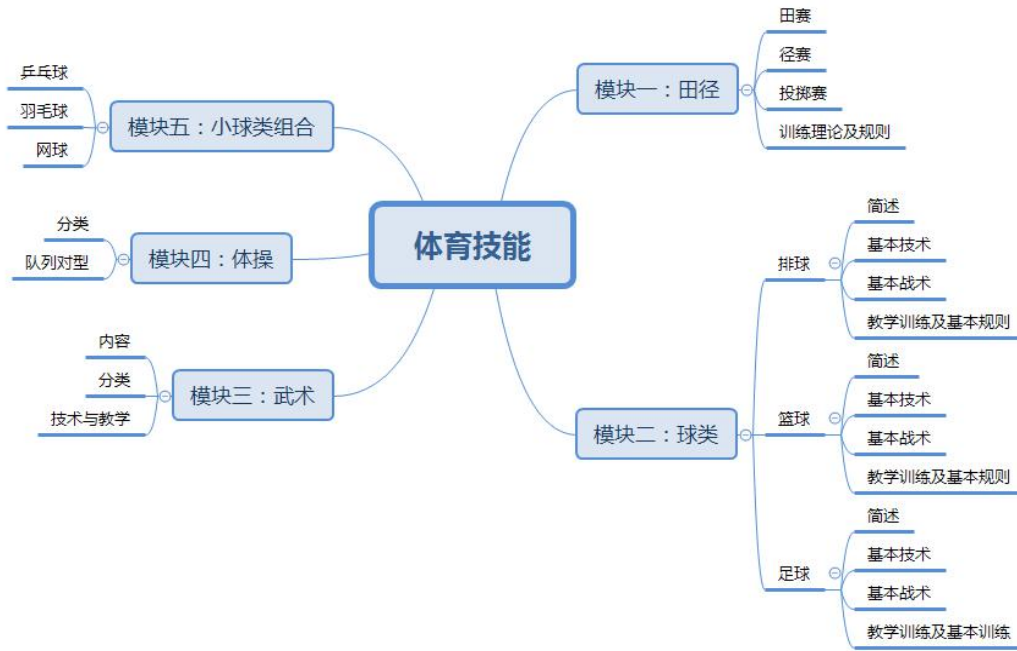 体育技能
模块一：田径
田赛
径赛
投掷赛
训练理论及规则
模块二：球类
排球
简述
基本技术
基本战术
教学训练及基本规则
篮球
简述
基本技术
基本战术
教学训练及基本规则
足球
简述
基本技术
基本战术
教学训练及基本训练
模块三：武术
内容
分类
技术与教学
模块四：体操
分类
队列对型
模块五：小球类组合
乒乓球
羽毛球
网球